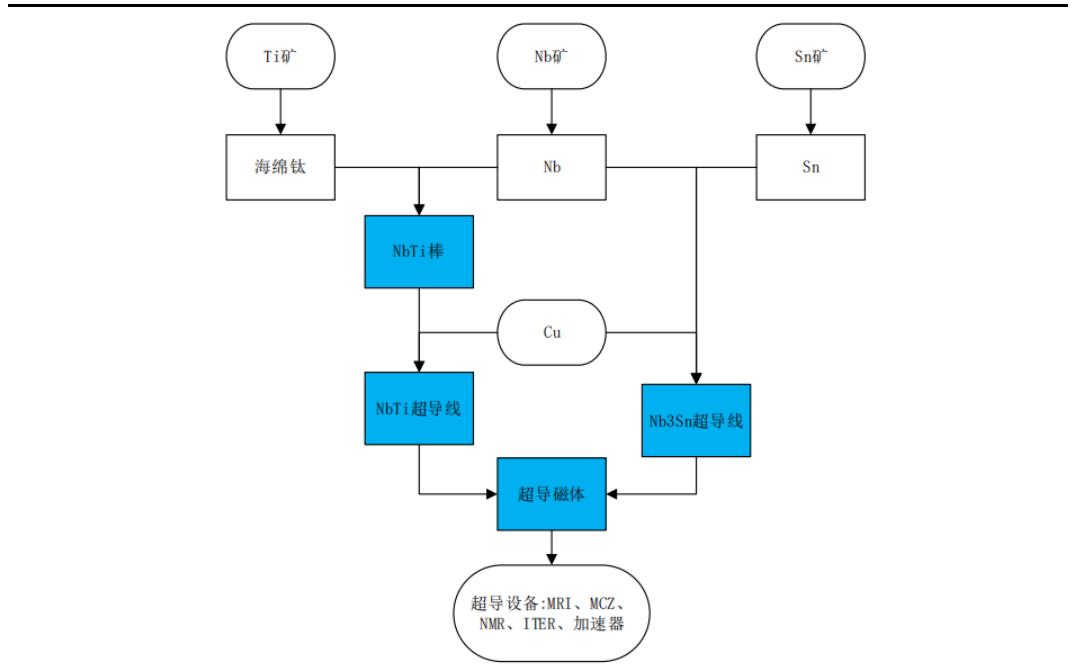 Ti矿
Nb矿
Sn矿
海绵钛
Nb
Sn
NbTi棒
Cu
NbTi超导线
Nb3Sn超导线
超导磁体
超导设备:MRI、MCZ、
NMR、ITER、加速器